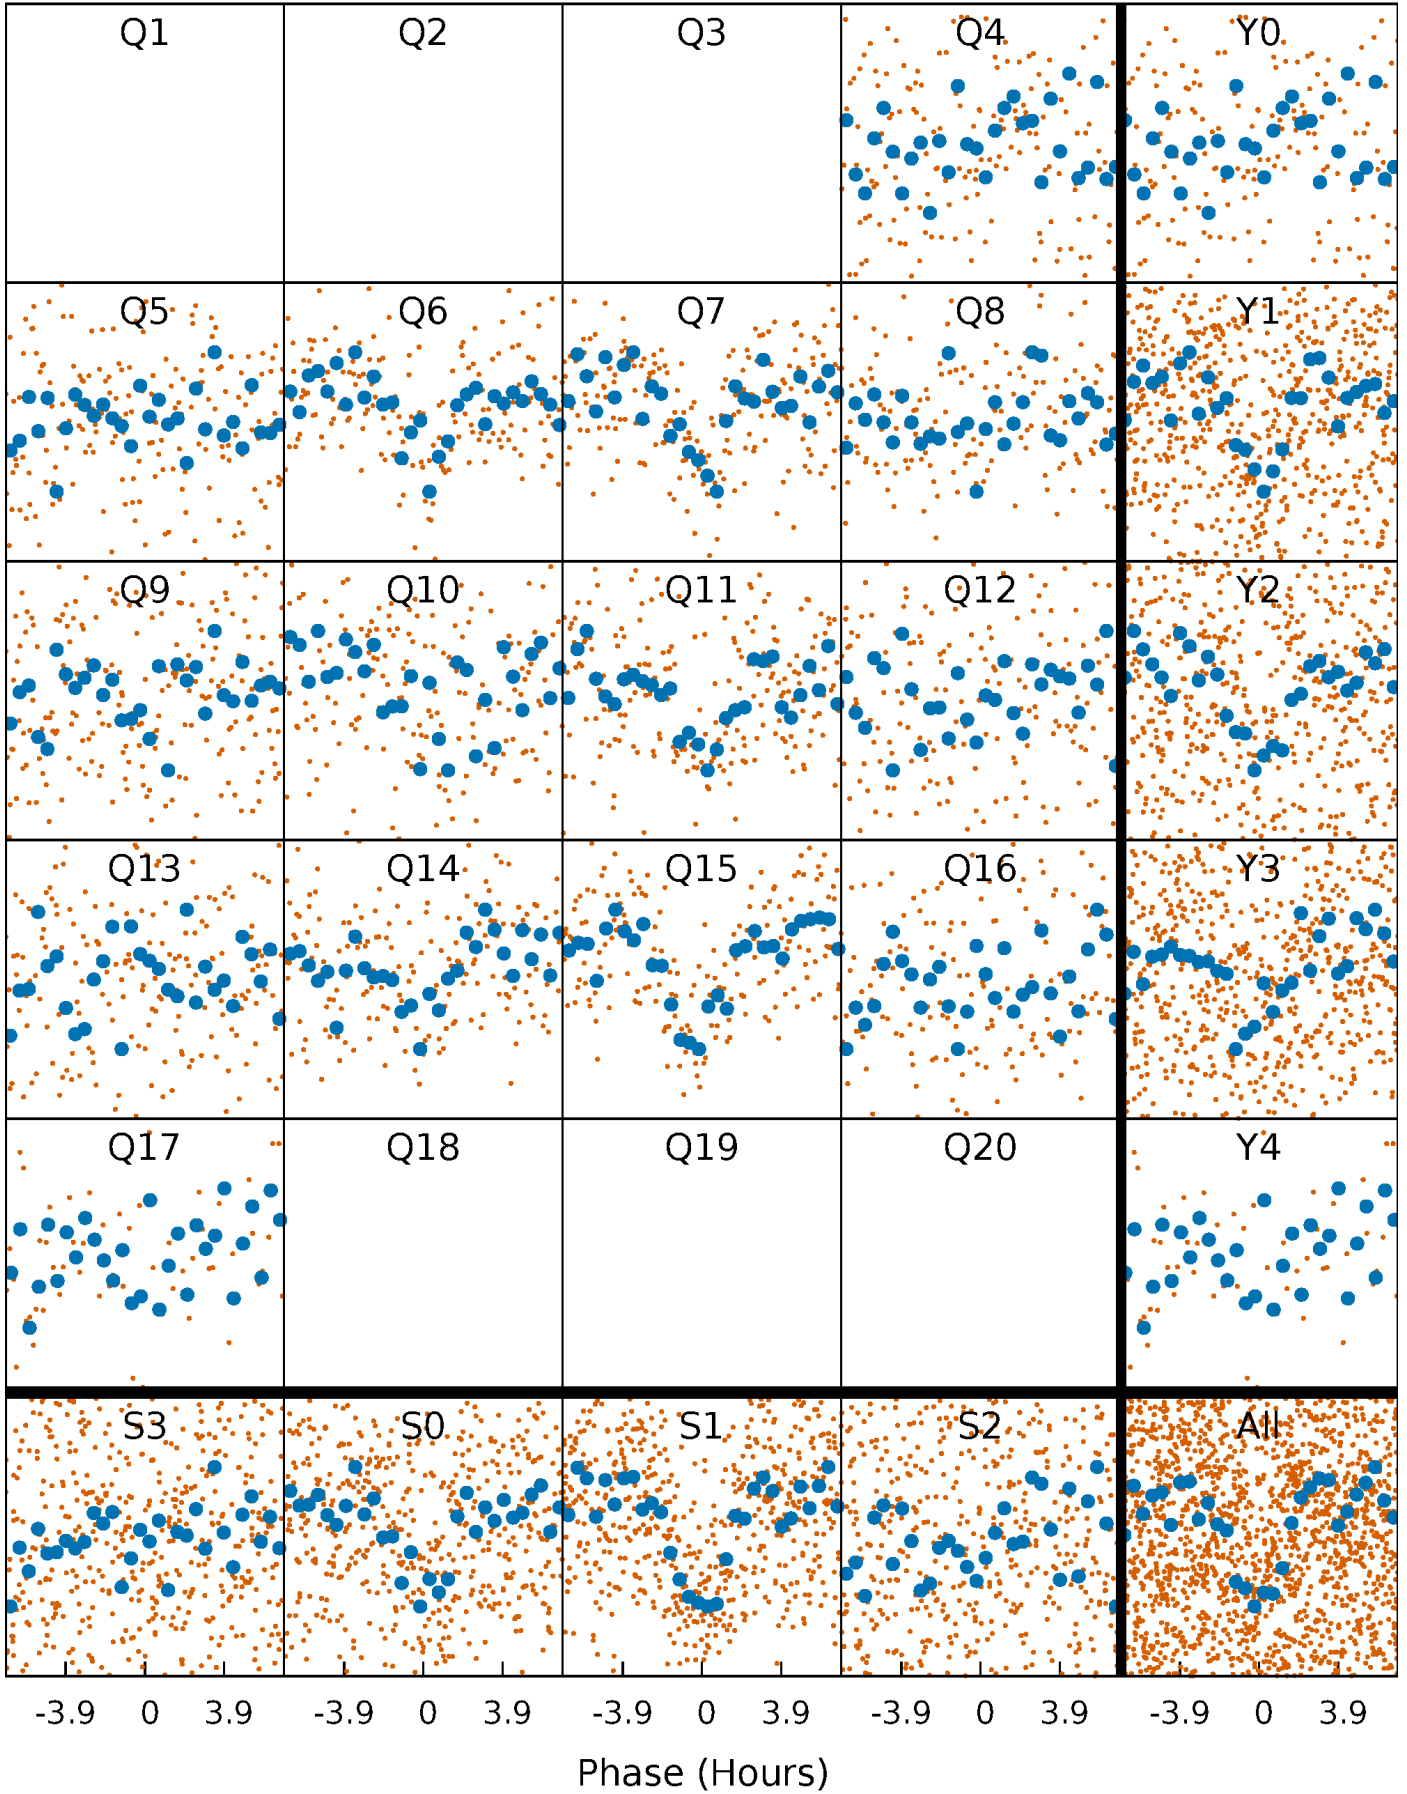 Q1 Q2 Q3 Q4 Y0
Q5 Q6 Q7 Q8 Y1
Q9 Q10 Q11 Q12 Y2
Q13 Q14 Q15 Q16 Y3
Q17 Q18 Q19 Q20 Y4
S3 S0 S1 S2 All
-3.9 0 3.9 -3.9 0 3.9 -3.9 0 3.9 -3.9 0 3.9 -3.9 0 3.9
Phase (Hours)